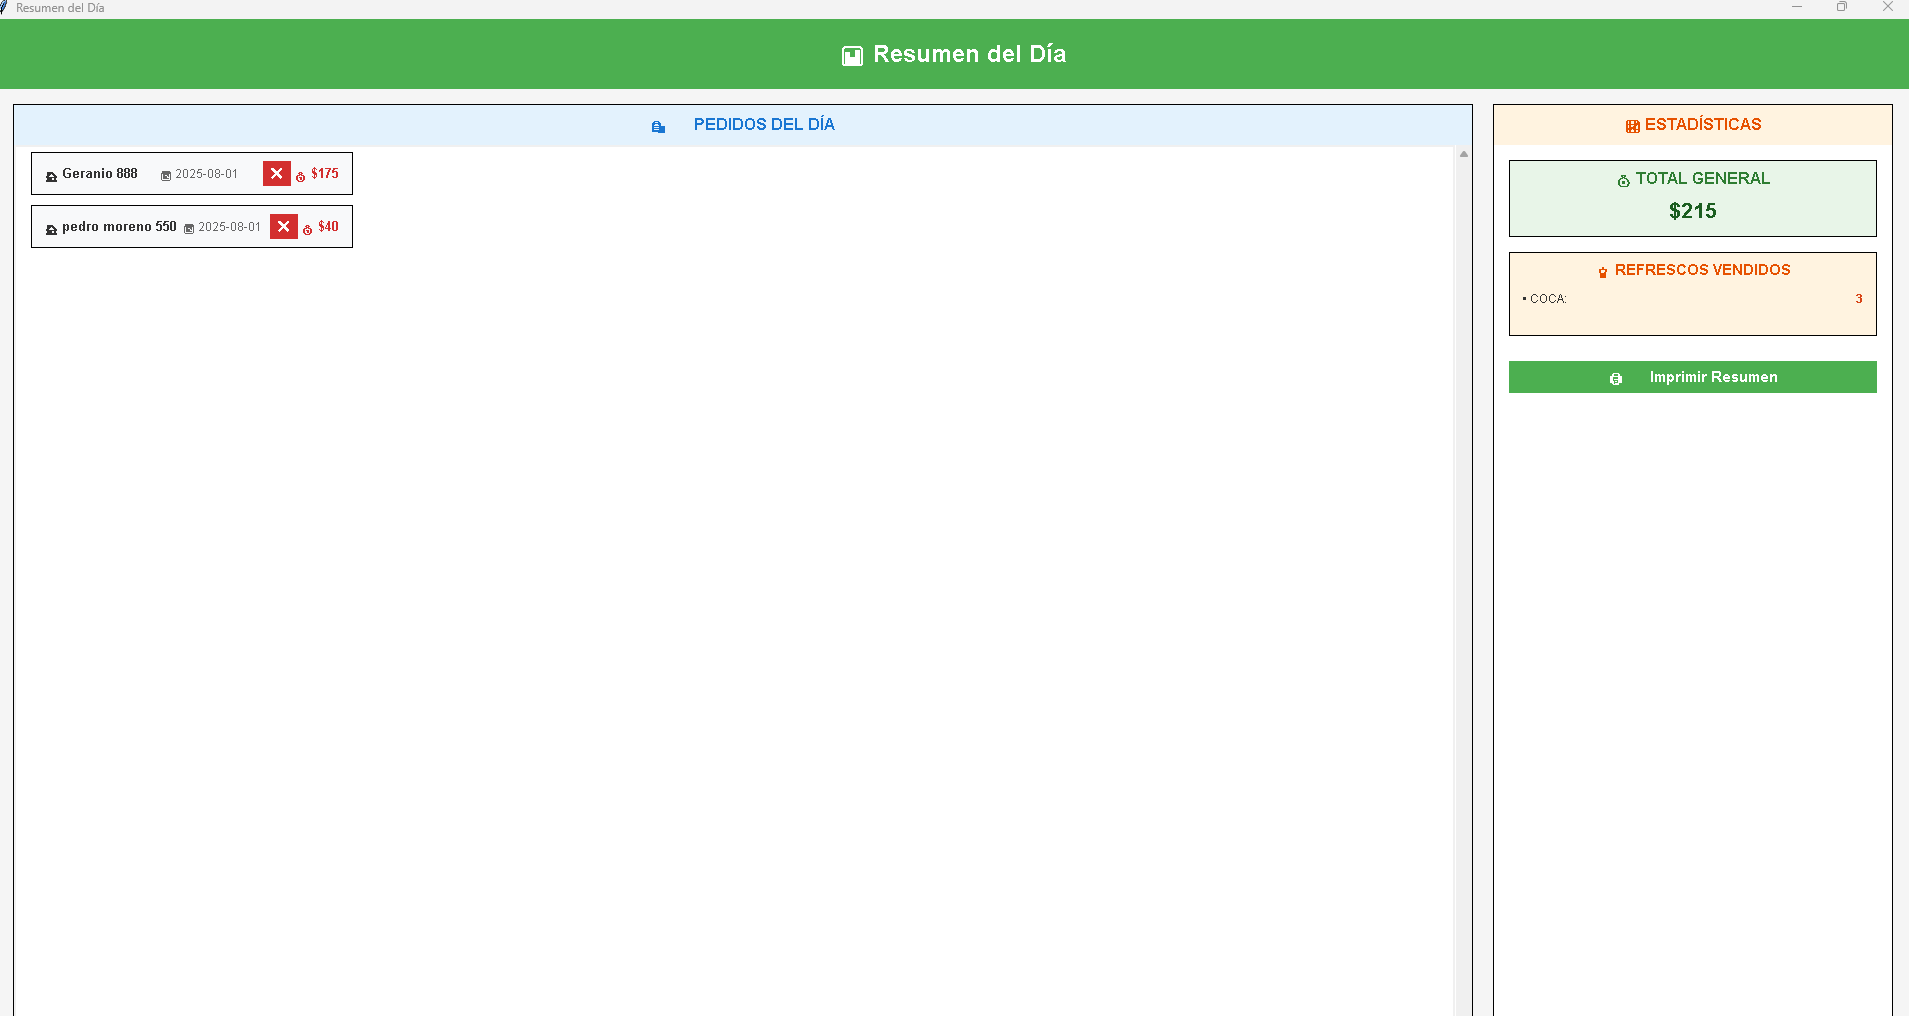 Resumen del Día
Resumen del Día
PEDIDOS DEL DÍA
Geranio 888 2025-08-01 $175
pedro moreno 550 2025-08-01 $40
ESTADÍSTICAS
TOTAL GENERAL
$215
REFRESCOS VENDIDOS
• COCA: 3
Imprimir Resumen